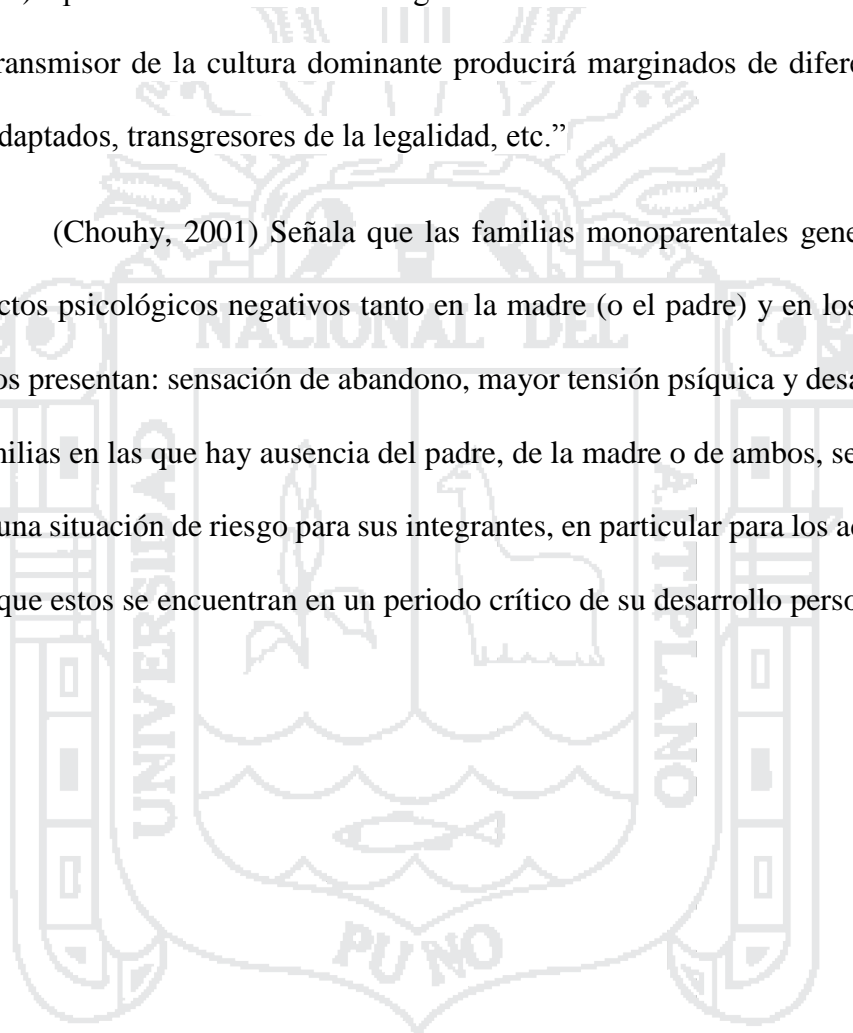 ransmisor de la cultura dominante producirá marginados de difere
daptados, transgresores de la legalidad, etc.”
(Chouhy, 2001) Señala que las familias monoparentales gene
ctos psicológicos negativos tanto en la madre (o el padre) y en los
os presentan: sensación de abandono, mayor tensión psíquica y desa
nilias en las que hay ausencia del padre, de la madre o de ambos, se
una situación de riesgo para sus integrantes, en particular para los ad
que estos se encuentran en un periodo crítico de su desarrollo perso
NACIONAL DEL
UNIVERSIDAD
ALTIPLANO
PUNO